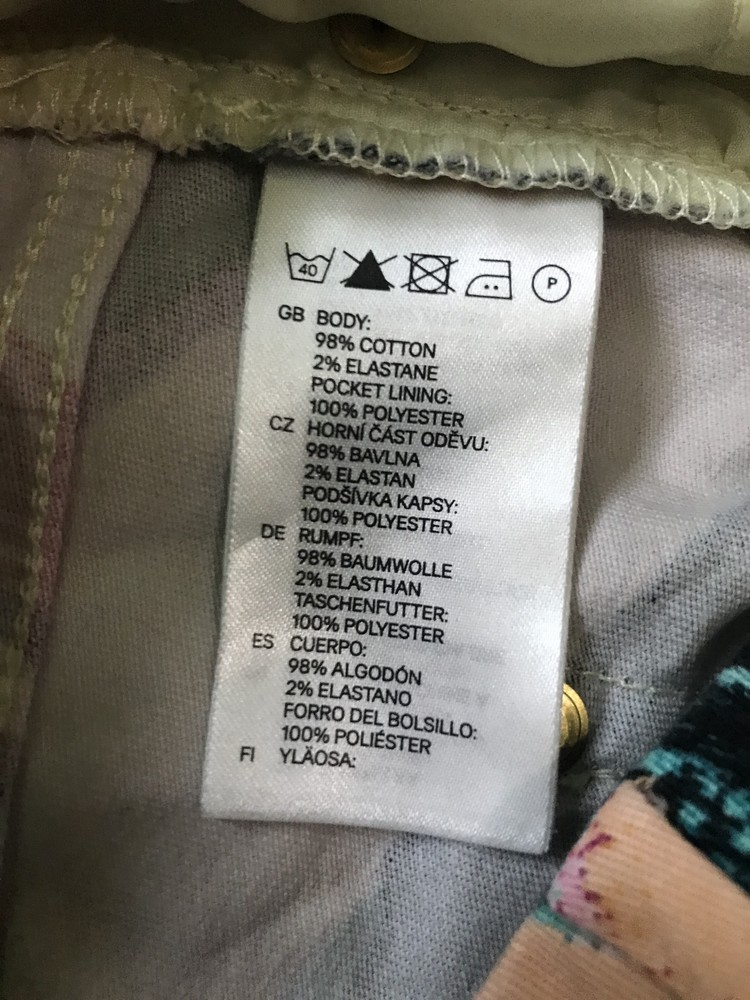 40 P
GB BODY:
98% COTTON
2% ELASTANE
POCKET LINING:
100% POLYESTER
CZ HORNÍ ČÁST ODĚVU:
98% BAVLNA
2% ELASTAN
PODŠÍVKA KAPSY:
100% POLYESTER
DE RUMPF:
98% BAUMWOLLE
2% ELASTHAN
TASCHENFUTTER:
100% POLYESTER
ES CUERPO:
98% ALGODÓN
2% ELASTANO
FORRO DEL BOLSILLO:
100% POLIÉSTER
FI YLÄOSA: